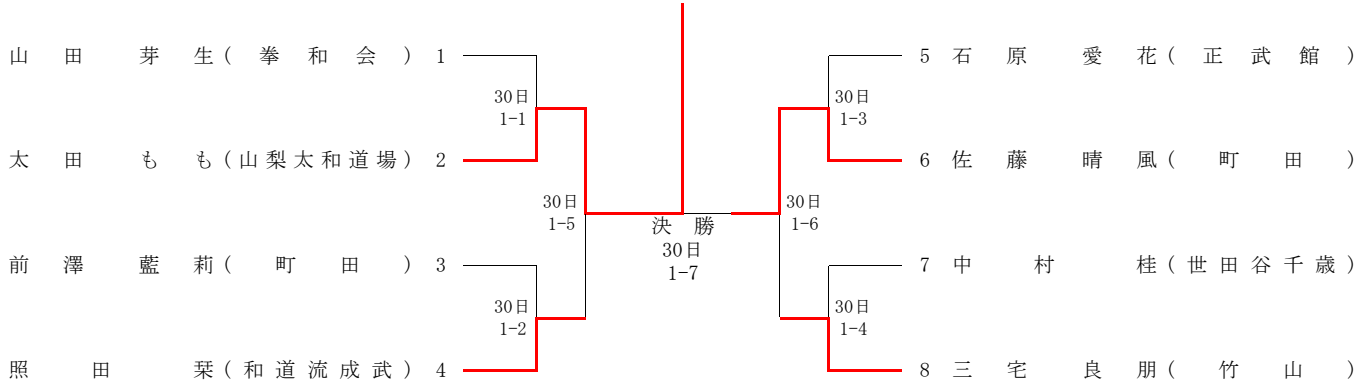 山田芽生(拳和会) 1
30日
1-1
太田もも(山梨太和道場) 2
30日
1-5
前澤藍莉(町田) 3
30日
1-2
照田栞(和道流成武) 4
決勝
30日
1-7
5 石原愛花(正武館)
30日
1-3
6 佐藤晴風(町田)
30日
1-6
7 中村桂(世田谷千歳)
30日
1-4
8 三宅良朋(竹山)